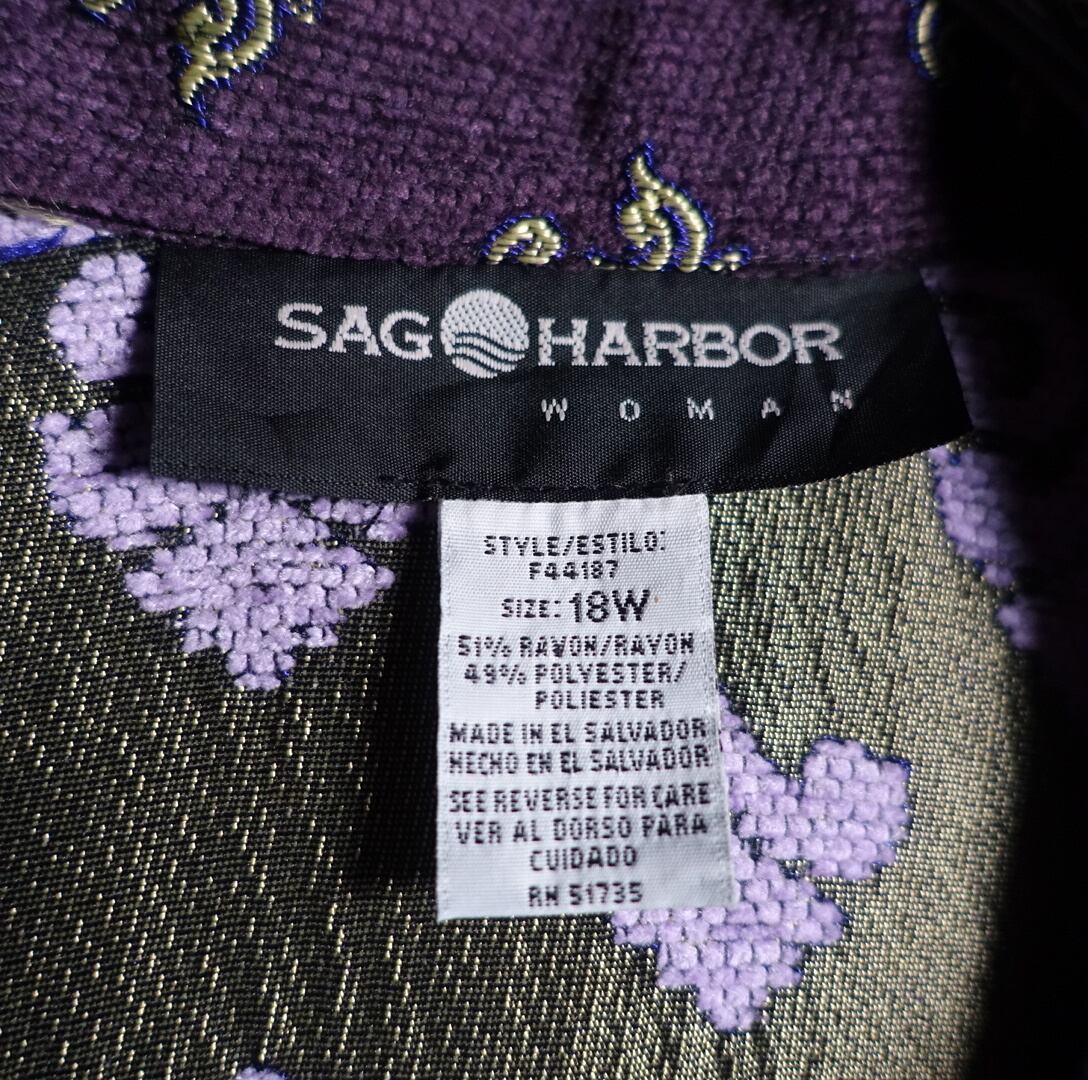 SAG HARBOR
WOMAN
STYLE/ESTILO:
F44187
SIZE: 18W
51% RAYON/RAYON
49% POLYESTER/
POLIESTER
MADE IN EL SALVADOR
HECHO EN EL SALVADOR
SEE REVERSE FOR CARE
VER AL DORSO PARA
CUIDADO
RN 51735